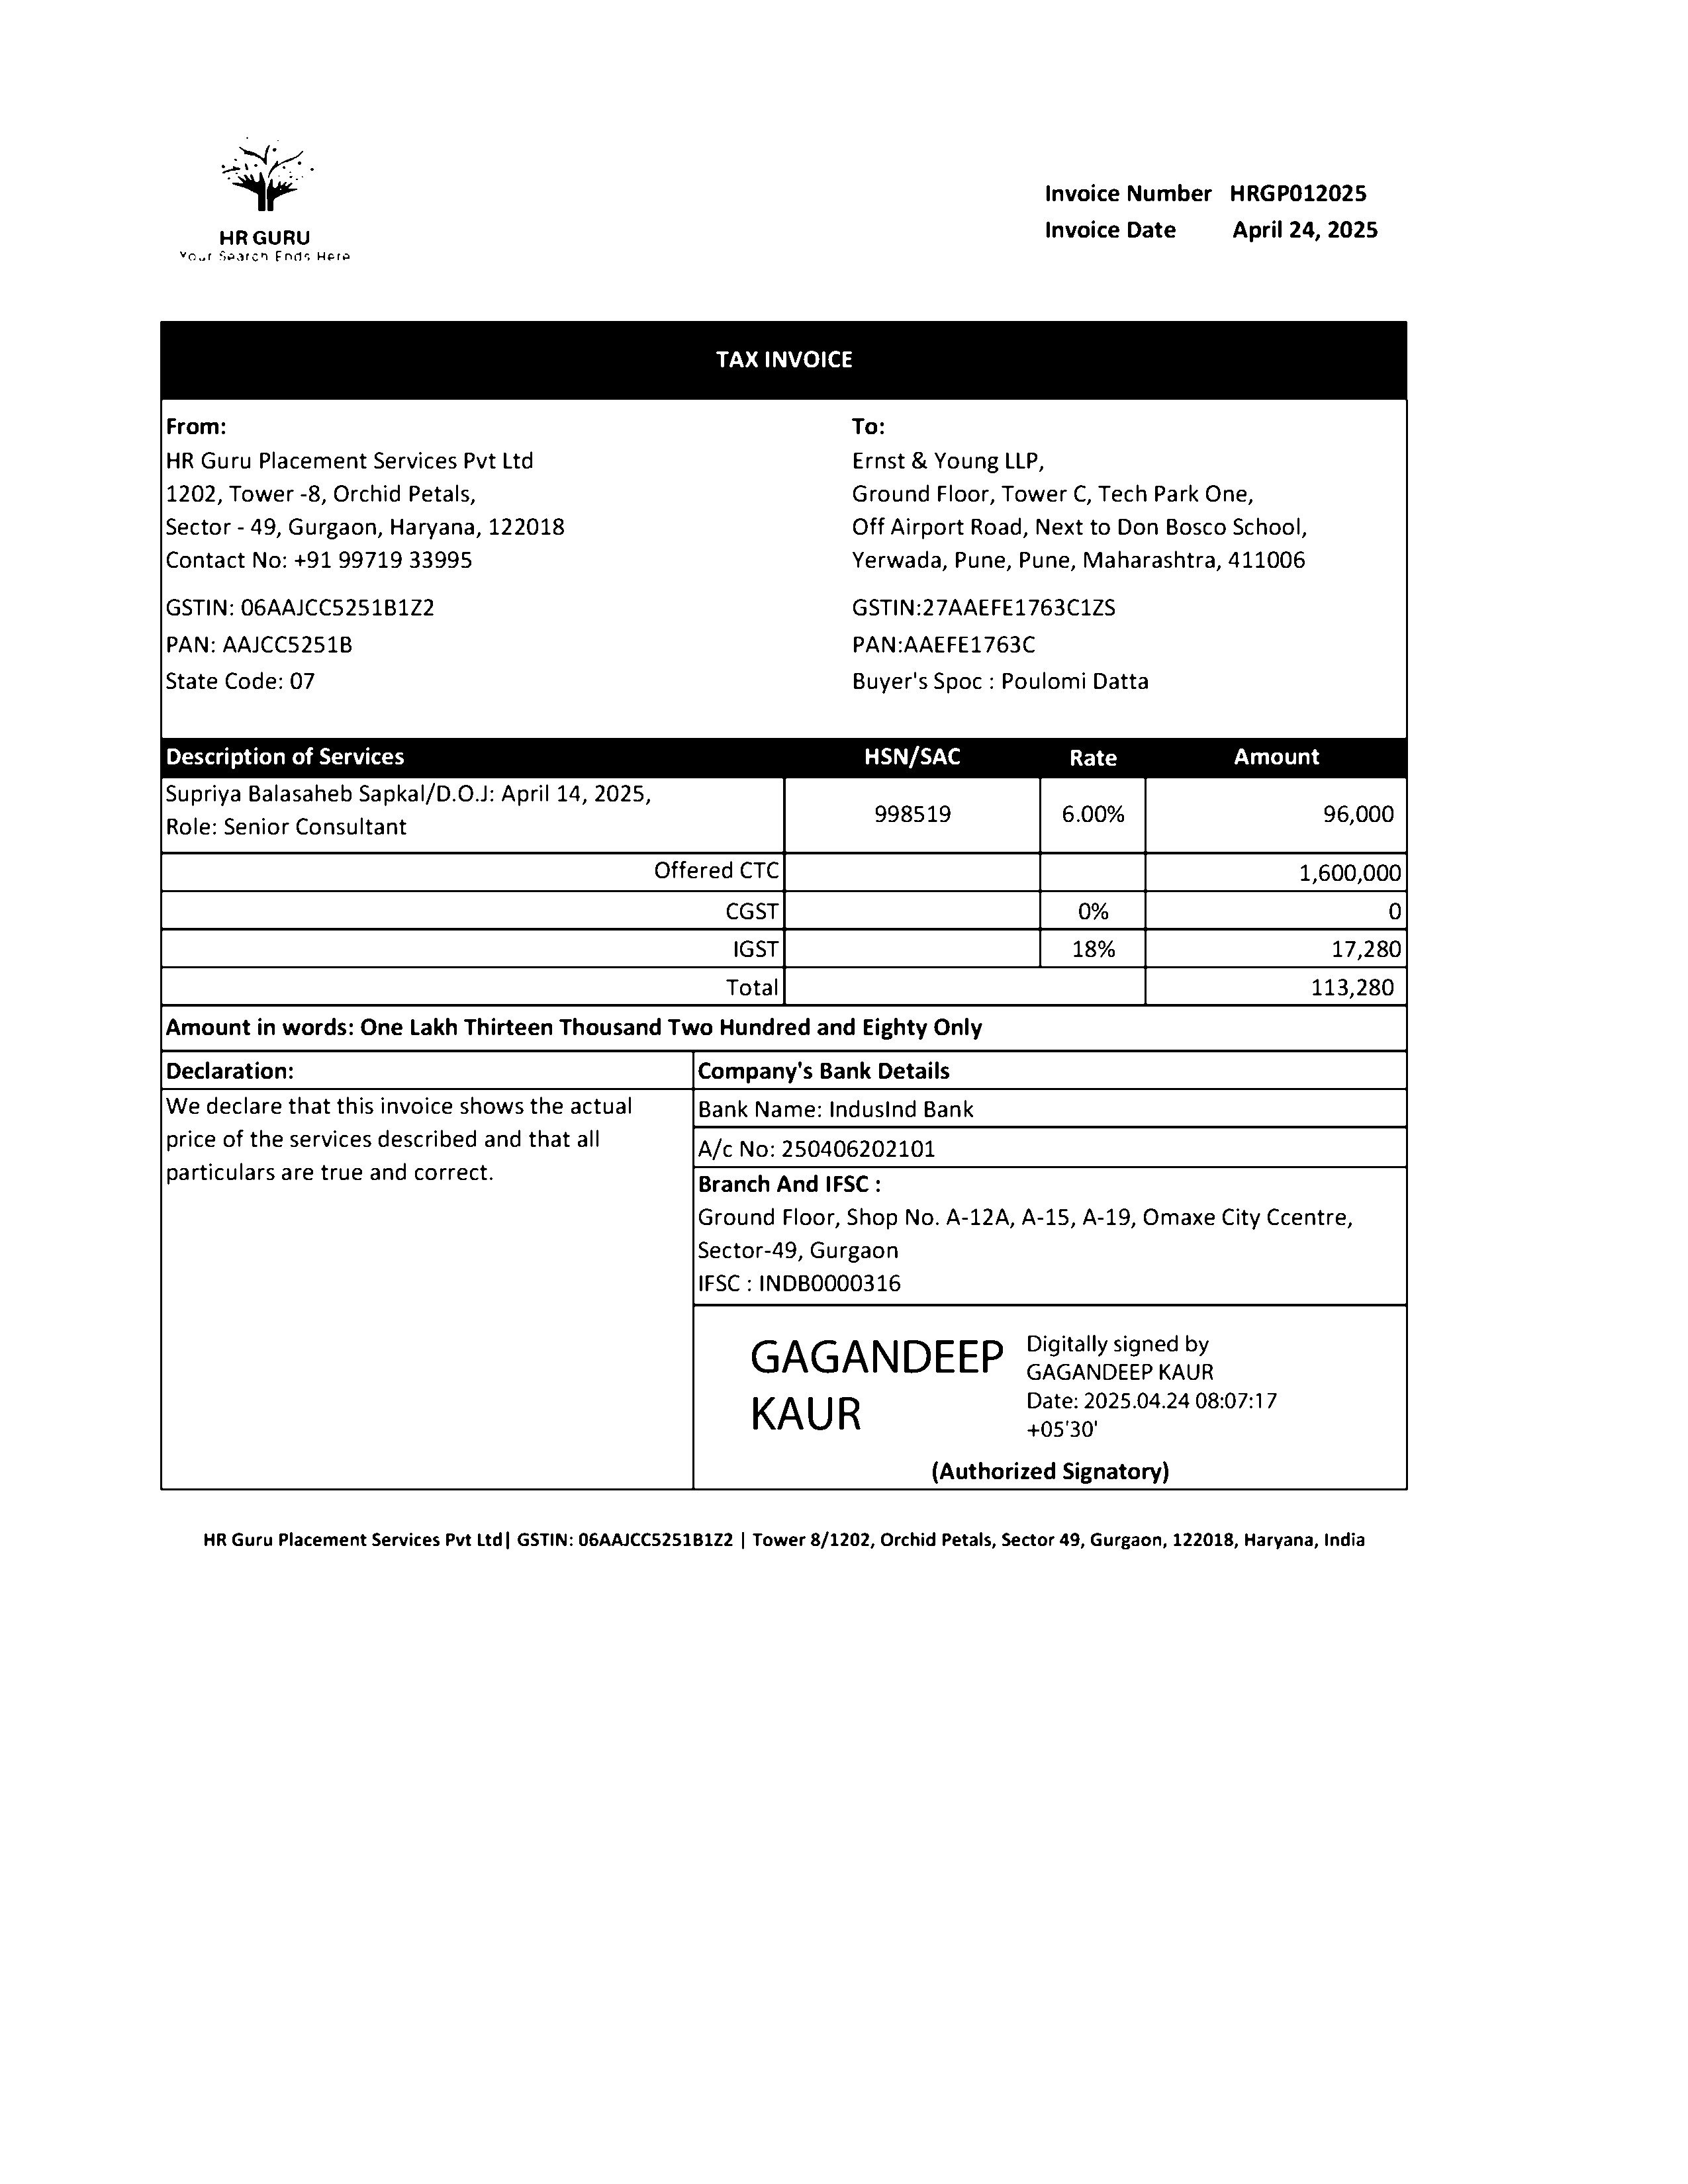 HR GURU
Your Search Ends Here
Invoice Number HRGP012025
Invoice Date April 24, 2025
TAX INVOICE
From:
HR Guru Placement Services Pvt Ltd
1202, Tower -8, Orchid Petals,
Sector - 49, Gurgaon, Haryana, 122018
Contact No: +91 99719 33995
GSTIN: 06AAJCC5251B1Z2
PAN: AAJCC5251B
State Code: 07
To:
Ernst & Young LLP,
Ground Floor, Tower C, Tech Park One,
Off Airport Road, Next to Don Bosco School,
Yerwada, Pune, Pune, Maharashtra, 411006
GSTIN:27AAEFE1763C1ZS
PAN:AAEFE1763C
Buyer's Spoc : Poulomi Datta
Description of Services HSN/SAC Rate Amount
Supriya Balasaheb Sapkal/D.O.J: April 14, 2025,
Role: Senior Consultant 998519 6.00% 96,000
Offered CTC 1,600,000
CGST 0% 0
IGST 18% 17,280
Total 113,280
Amount in words: One Lakh Thirteen Thousand Two Hundred and Eighty Only
Declaration:
We declare that this invoice shows the actual
price of the services described and that all
particulars are true and correct.
Company's Bank Details
Bank Name: IndusInd Bank
A/c No: 250406202101
Branch And IFSC :
Ground Floor, Shop No. A-12A, A-15, A-19, Omaxe City Ccentre,
Sector-49, Gurgaon
IFSC : INDB0000316
GAGANDEEP
KAUR
Digitally signed by
GAGANDEEP KAUR
Date: 2025.04.24 08:07:17
+05'30'
(Authorized Signatory)
HR Guru Placement Services Pvt Ltd| GSTIN: 06AAJCC5251B1Z2 | Tower 8/1202, Orchid Petals, Sector 49, Gurgaon, 122018, Haryana, India